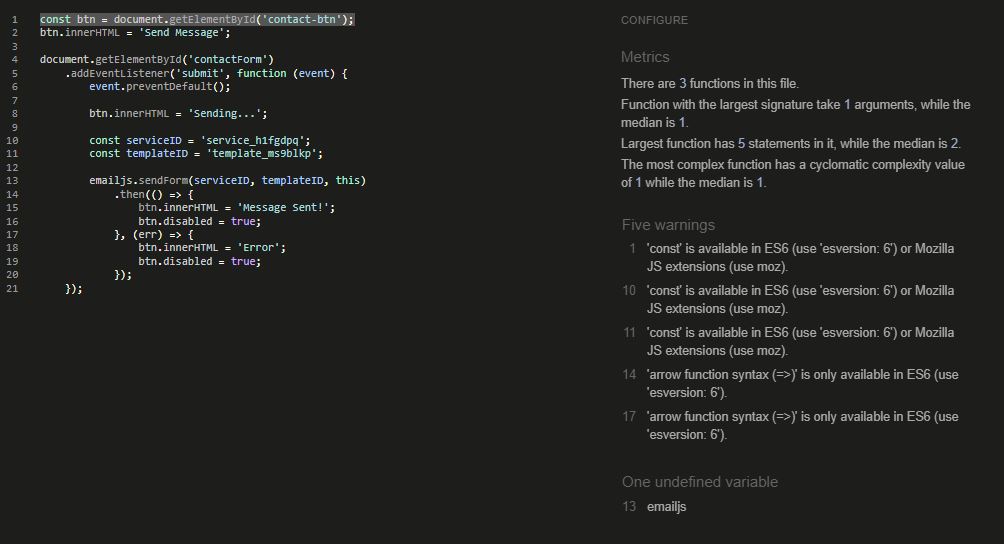 1 const btn = document.getElementById('contact-btn');
2 btn.innerHTML = 'Send Message';
3
4 document.getElementById('contactForm')
5 .addEventListener('submit', function (event) {
6 event.preventDefault();
7
8 btn.innerHTML = 'Sending...';
9
10 const serviceID = 'service_h1fgdpq';
11 const templateID = 'template_ms9blkp';
12
13 emailjs.sendForm(serviceID, templateID, this)
14 .then(() => {
15 btn.innerHTML = 'Message Sent!';
16 btn.disabled = true;
17 }, (err) => {
18 btn.innerHTML = 'Error';
19 btn.disabled = true;
20 });
21 });
CONFIGURE
Metrics
There are 3 functions in this file.
Function with the largest signature take 1 arguments, while the
median is 1.
Largest function has 5 statements in it, while the median is 2.
The most complex function has a cyclomatic complexity value
of 1 while the median is 1.
Five warnings
1 'const' is available in ES6 (use 'esversion: 6') or Mozilla
JS extensions (use moz).
10 'const' is available in ES6 (use 'esversion: 6') or Mozilla
JS extensions (use moz).
11 'const' is available in ES6 (use 'esversion: 6') or Mozilla
JS extensions (use moz).
14 'arrow function syntax (=>)' is only available in ES6 (use
'esversion: 6').
17 'arrow function syntax (=>)' is only available in ES6 (use
'esversion: 6').
One undefined variable
13 emailjs